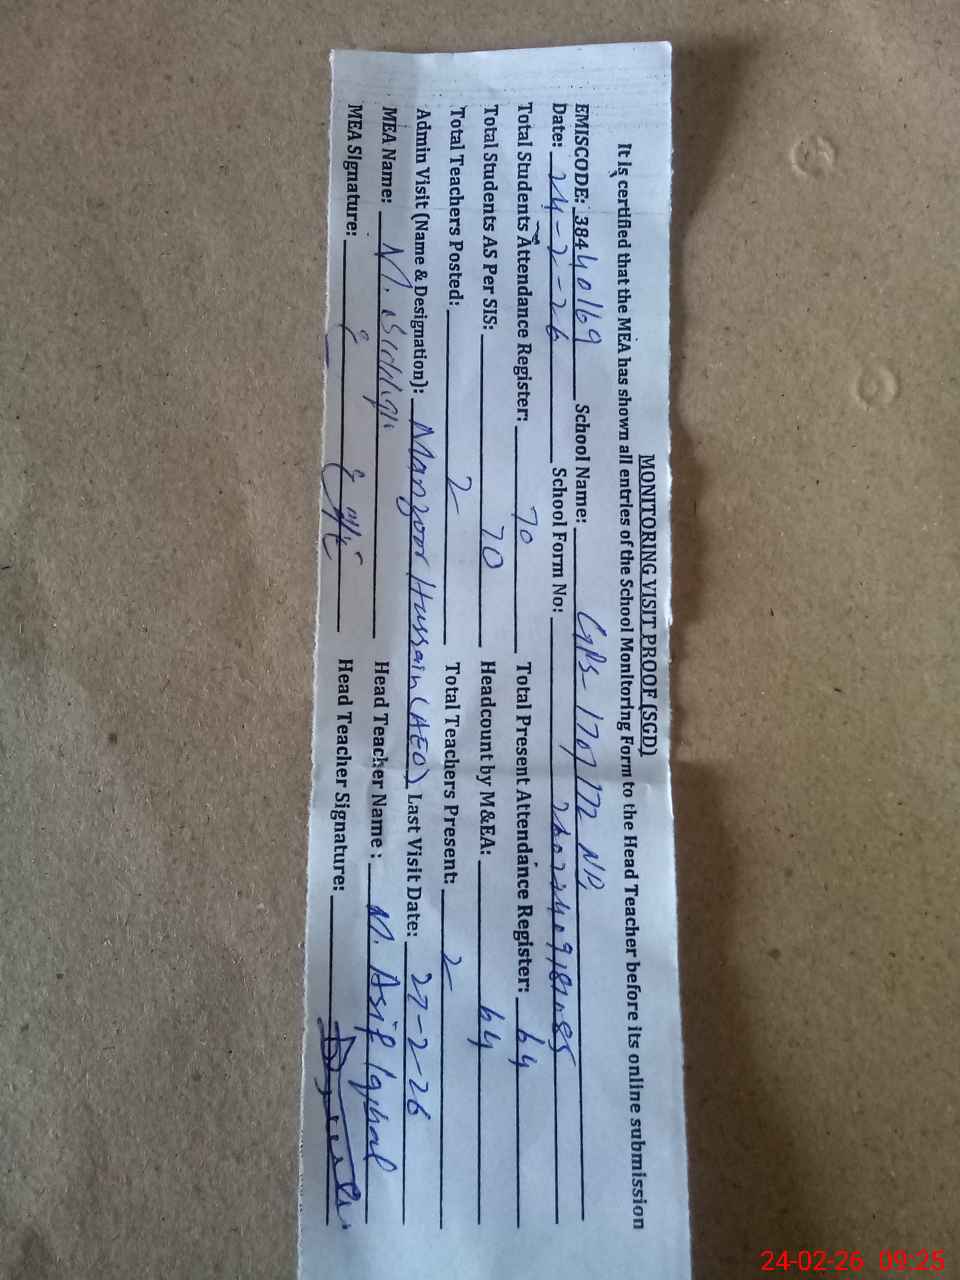 MONITORING VISIT PROOF (SGD)
It is certified that the MEA has shown all entries of the School Monitoring Form to the Head Teacher before its online submission
EMISCODE: 38440169 School Name: GPS- 170/172 NB
Date: 24-2-26 School Form No:
Total Students Attendance Register: 70 Total Present Attendance Register: 64
Total Students AS Per SIS: 70 Headcount by M&EA: 64
Total Teachers Posted: 2 Total Teachers Present: 2
Admin Visit (Name & Designation): Manzoor Hussain (AEO) Last Visit Date: 27-2-26
MEA Name: M. Siddiqui Head Teacher Name : M. Asif Iqbal
MEA Signature: Head Teacher Signature:
24-02-26 09:25